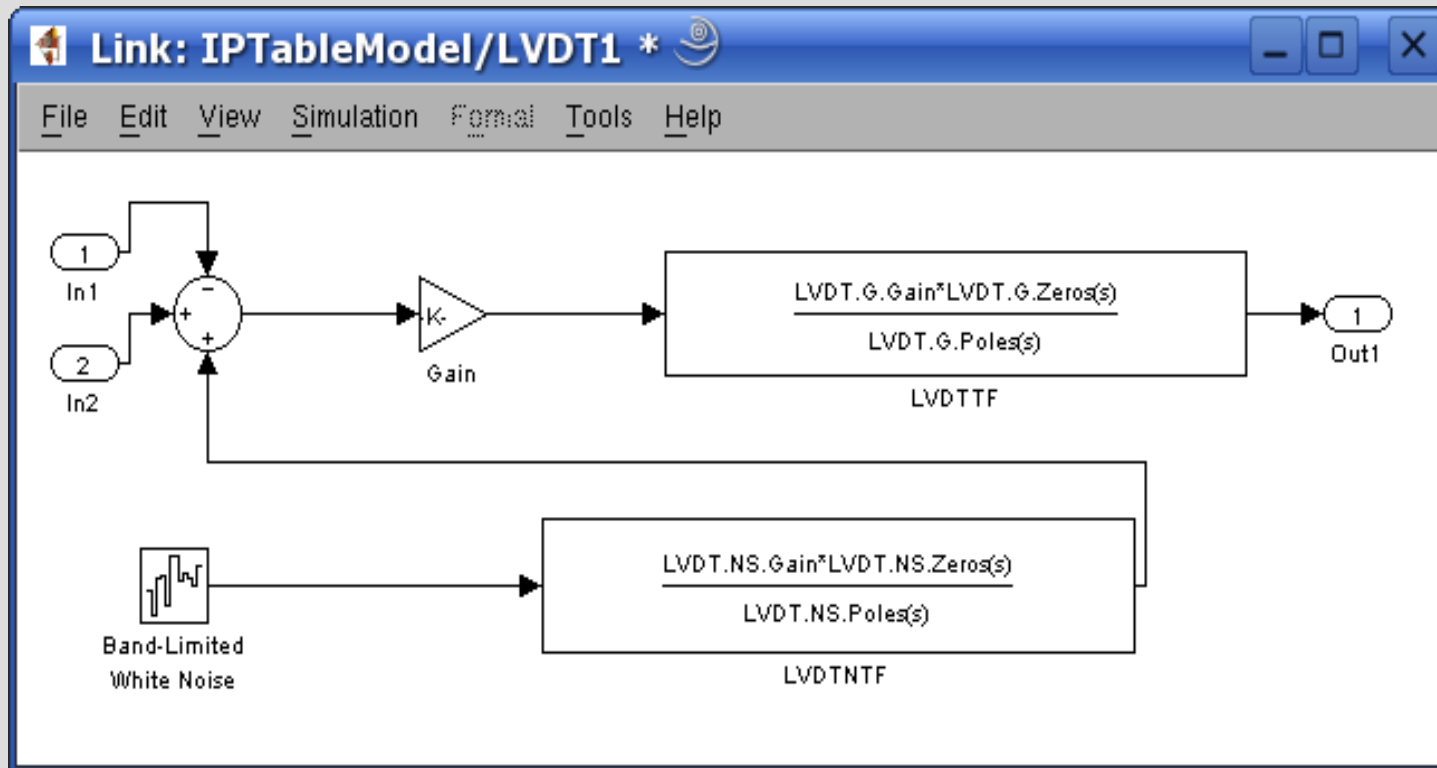 Link: IPTableModel/LVDT1 *
File Edit View Simulation Format Tools Help
1
In1
2
In2
−
+
+
-K-
Gain
LVDT.G.Gain*LVDT.G.Zeros(s)
LVDT.G.Poles(s)
LVDTTF
1
Out1
Band-Limited
White Noise
LVDT.NS.Gain*LVDT.NS.Zeros(s)
LVDT.NS.Poles(s)
LVDTNTF